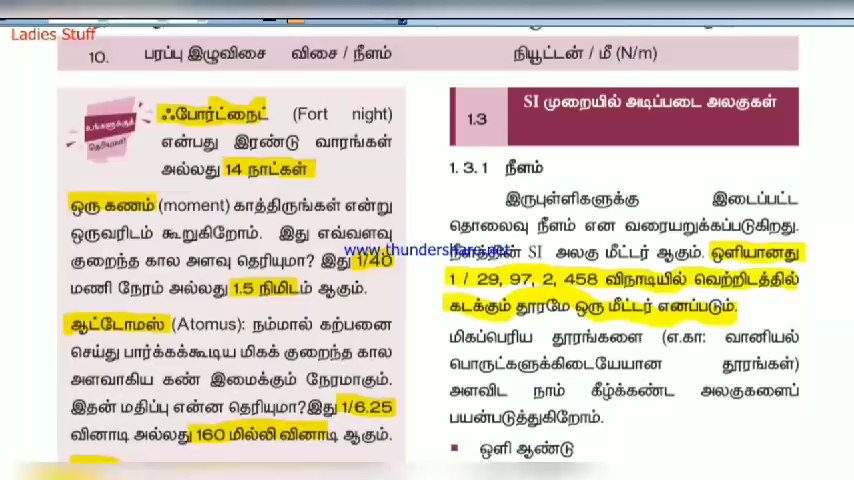 Ladies Stuff
10. பரப்பு இழுவிசை விசை / நீளம் நியூட்டன் / மீ (N/m)
உங்களுக்குத் தெரியுமா?
ஃபோர்ட்நைட் (Fort night)
என்பது இரண்டு வாரங்கள்
அல்லது 14 நாட்கள்
ஒரு கணம் (moment) காத்திருங்கள் என்று
ஒருவரிடம் கூறுகிறோம். இது எவ்வளவு
குறைந்த கால அளவு தெரியுமா? இது 1/40
மணி நேரம் அல்லது 1.5 நிமிடம் ஆகும்.
ஆட்டோமஸ் (Atomus): நம்மால் கற்பனை
செய்து பார்க்கக்கூடிய மிகக் குறைந்த கால
அளவாகிய கண் இமைக்கும் நேரமாகும்.
இதன் மதிப்பு என்ன தெரியுமா?இது 1/6.25
வினாடி அல்லது 160 மில்லி வினாடி ஆகும்.
1.3 SI முறையில் அடிப்படை அலகுகள்
1. 3. 1 நீளம்
இருபுள்ளிகளுக்கு இடைப்பட்ட
தொலைவு நீளம் என வரையறுக்கப்படுகிறது.
www.thundershare.net
நீளத்தின் SI அலகு மீட்டர் ஆகும். ஒளியானது
1 / 29, 97, 2, 458 விநாடியில் வெற்றிடத்தில்
கடக்கும் தூரமே ஒரு மீட்டர் எனப்படும்.
மிகப்பெரிய தூரங்களை (எ.கா: வானியல்
பொருட்களுக்கிடையேயான தூரங்கள்)
அளவிட நாம் கீழ்க்கண்ட அலகுகளைப்
பயன்படுத்துகிறோம்.
▪ ஒளி ஆண்டு